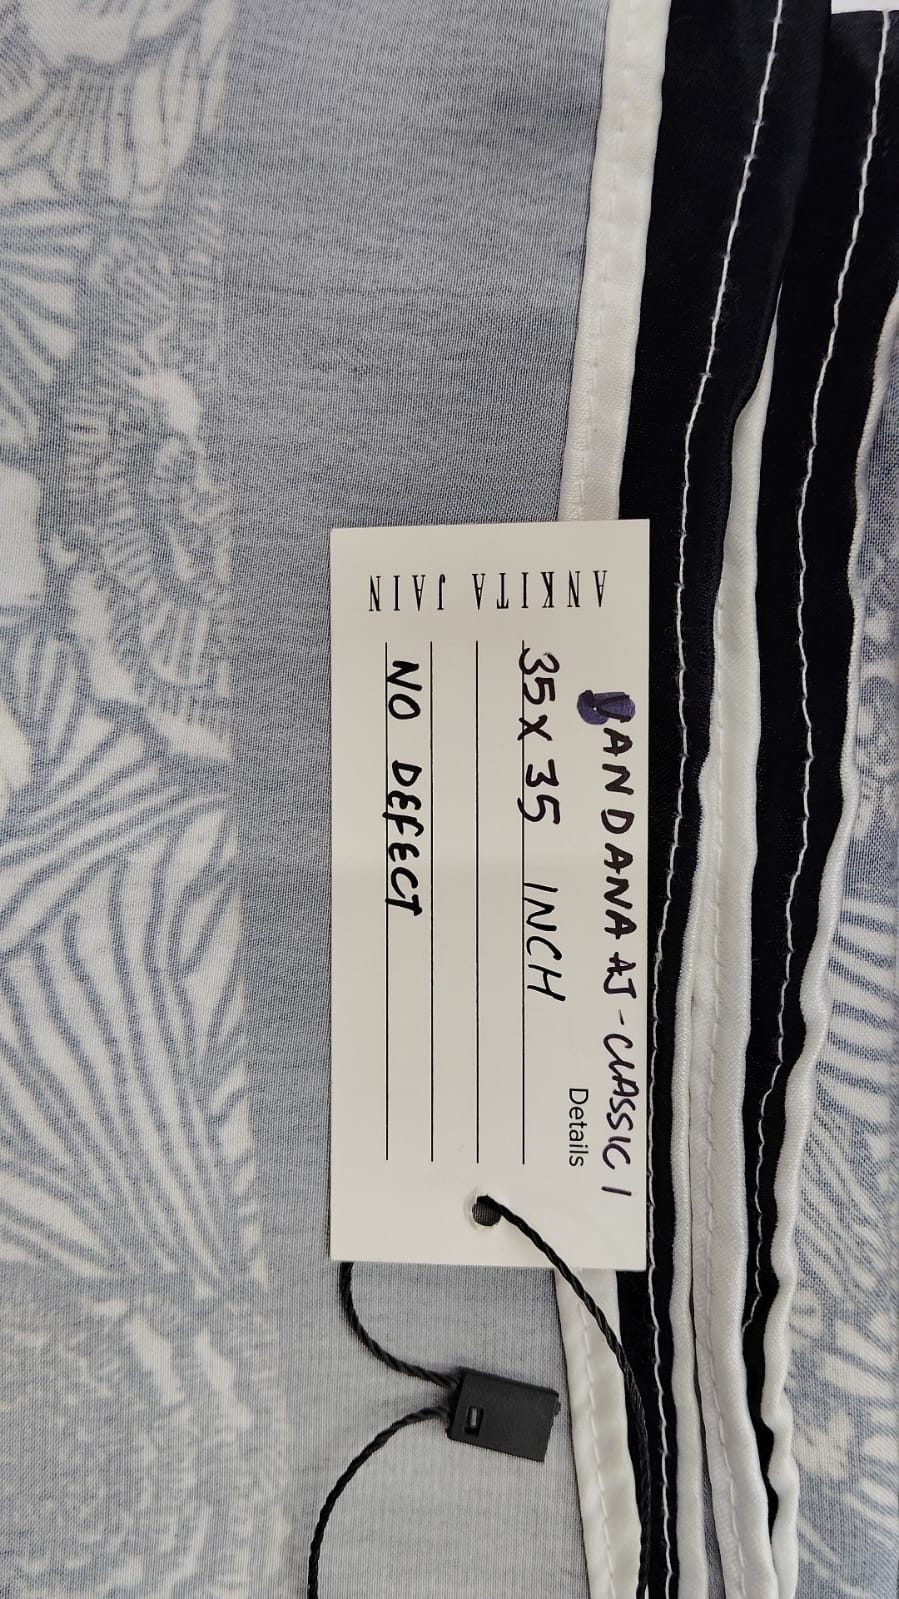 BANDANA AJ - CLASSIC 1
Details
35 x 35 INCH
NO DEFECT
ANKITA JAIN